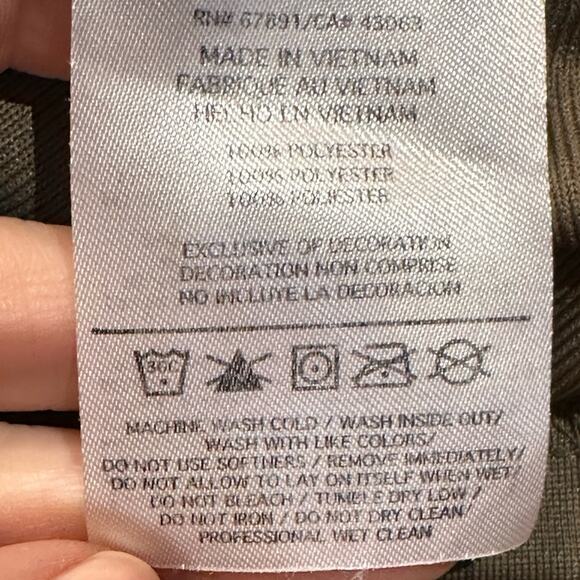 RN# 67891/CA# 45063
MADE IN VIETNAM
FABRIQUE AU VIETNAM
HECHO EN VIETNAM
100% POLYESTER
100% POLYESTER
100% POLIESTER
EXCLUSIVE OF DECORATION
DECORATION NON COMPRISE
NO INCLUYE LA DECORACION
30C
MACHINE WASH COLD / WASH INSIDE OUT/
WASH WITH LIKE COLORS/
DO NOT USE SOFTNERS / REMOVE IMMEDIATELY/
DO NOT ALLOW TO LAY ON ITSELF WHEN WET/
DO NOT BLEACH / TUMBLE DRY LOW /
DO NOT IRON / DO NOT DRY CLEAN/
PROFESSIONAL WET CLEAN